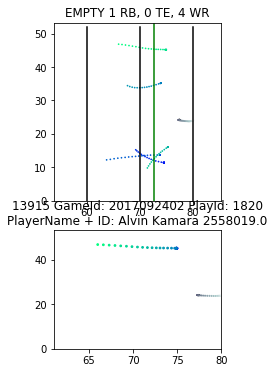 EMPTY 1 RB, 0 TE, 4 WR
50
40
30
20
10
0
60 70 80
13915 GameId: 2017092402 PlayId: 1820
PlayerName + ID: Alvin Kamara 2558019.0
40
20
0
65 70 75 80